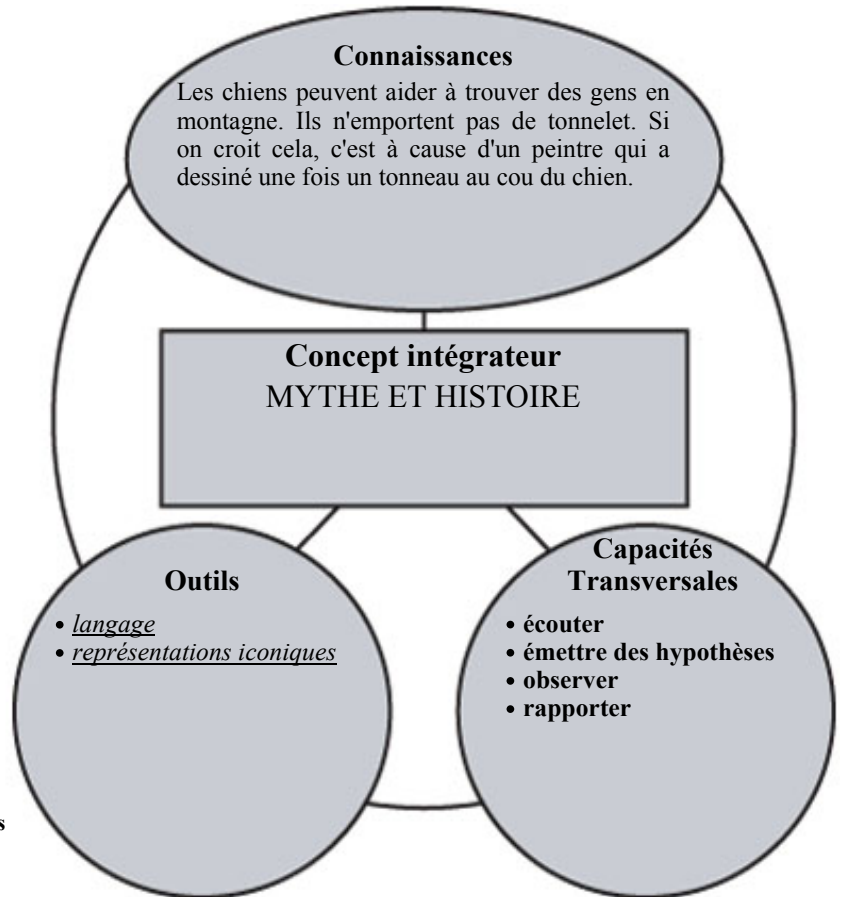 Connaissances
Les chiens peuvent aider à trouver des gens en
montagne. Ils n'emportent pas de tonnelet. Si
on croit cela, c'est à cause d'un peintre qui a
dessiné une fois un tonneau au cou du chien.
Concept intégrateur
MYTHE ET HISTOIRE
Outils
• langage
• représentations iconiques
Capacités
Transversales
• écouter
• émettre des hypothèses
• observer
• rapporter
s